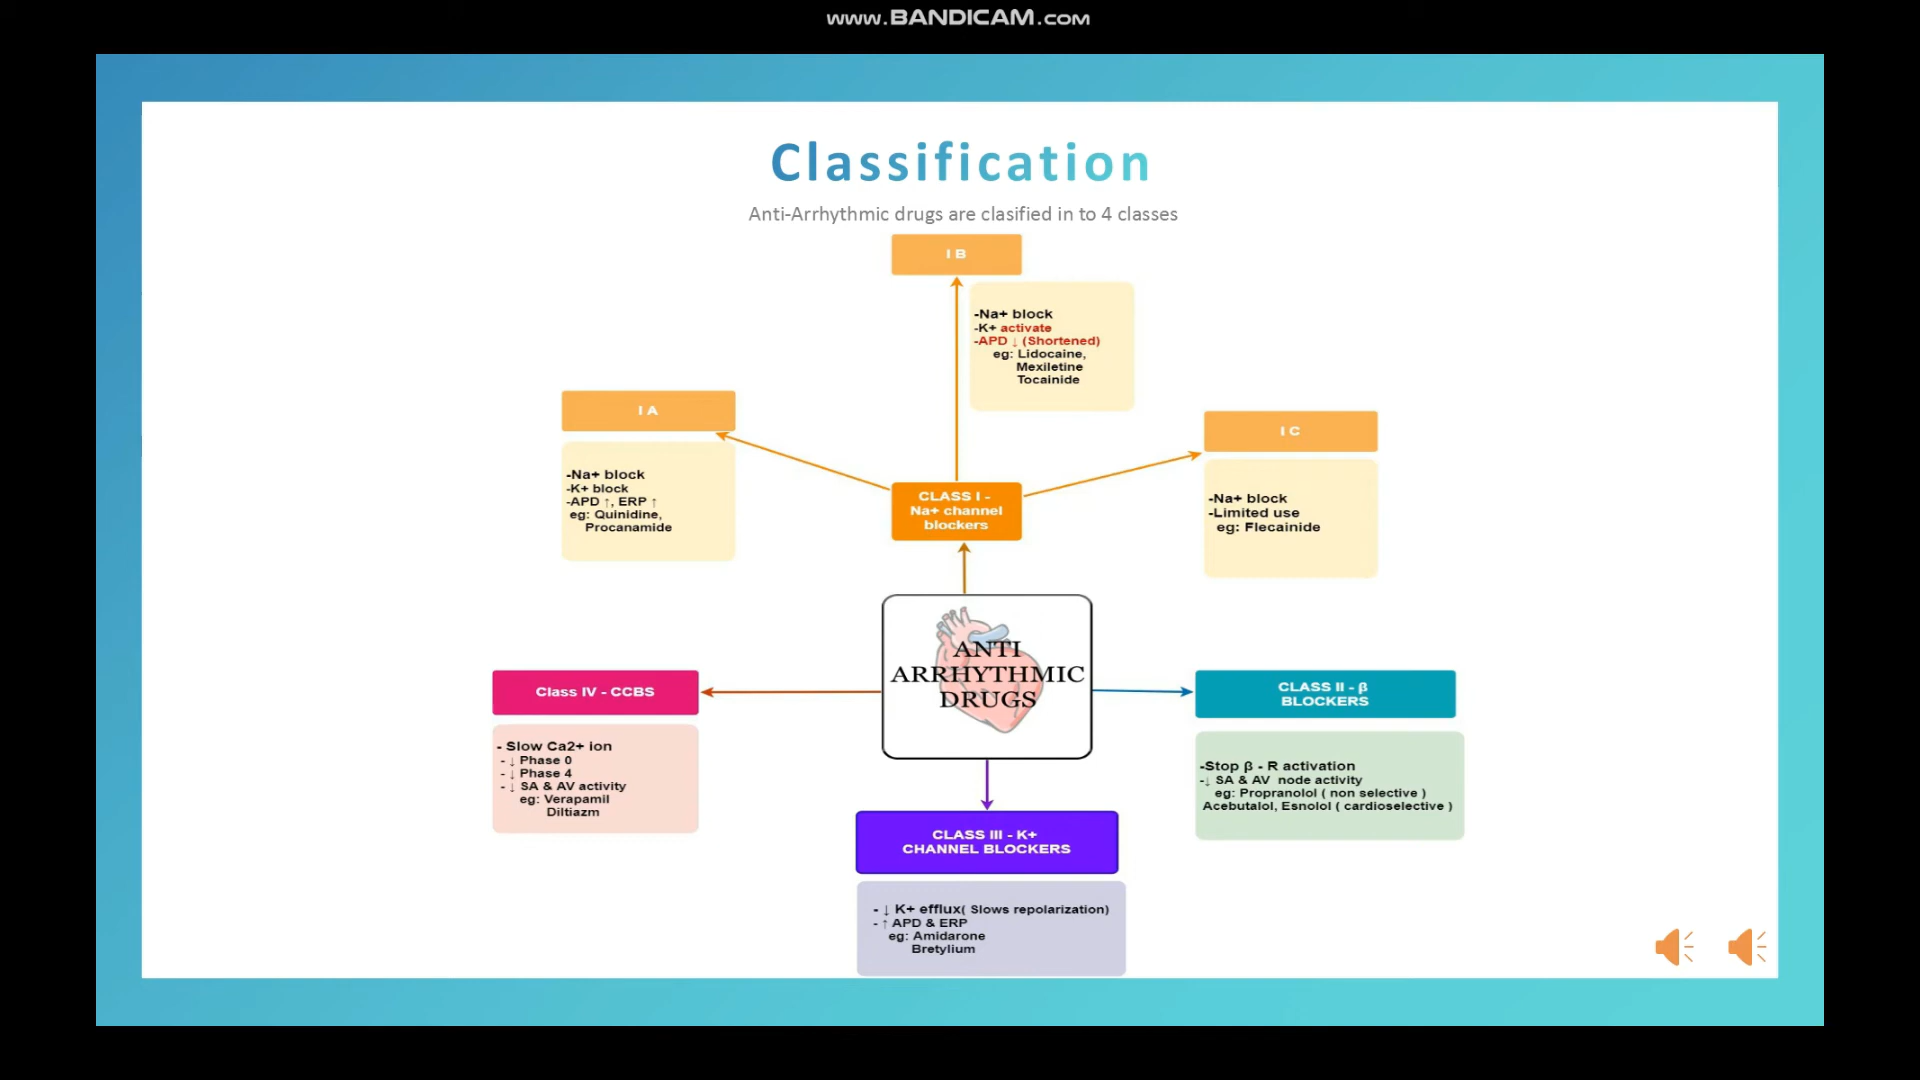 www.BANDICAM.com
Classification
Anti-Arrhythmic drugs are clasified in to 4 classes
I B
-Na+ block
-K+ activate
-APD ↓ (Shortened)
eg: Lidocaine,
Mexiletine
Tocainide
I A
-Na+ block
-K+ block
-APD ↑, ERP ↑
eg: Quinidine,
Procanamide
I C
-Na+ block
-Limited use
eg: Flecainide
CLASS I -
Na+ channel
blockers
ANTI
ARRHYTHMIC
DRUGS
Class IV - CCBS
- Slow Ca2+ ion
- ↓ Phase 0
- ↓ Phase 4
- ↓ SA & AV activity
eg: Verapamil
Diltiazm
CLASS II - β
BLOCKERS
-Stop β - R activation
-↓ SA & AV node activity
eg: Propranolol ( non selective )
Acebutalol, Esnolol ( cardioselective )
CLASS III - K+
CHANNEL BLOCKERS
- ↓ K+ efflux( Slows repolarization)
- ↑ APD & ERP
eg: Amidarone
Bretylium